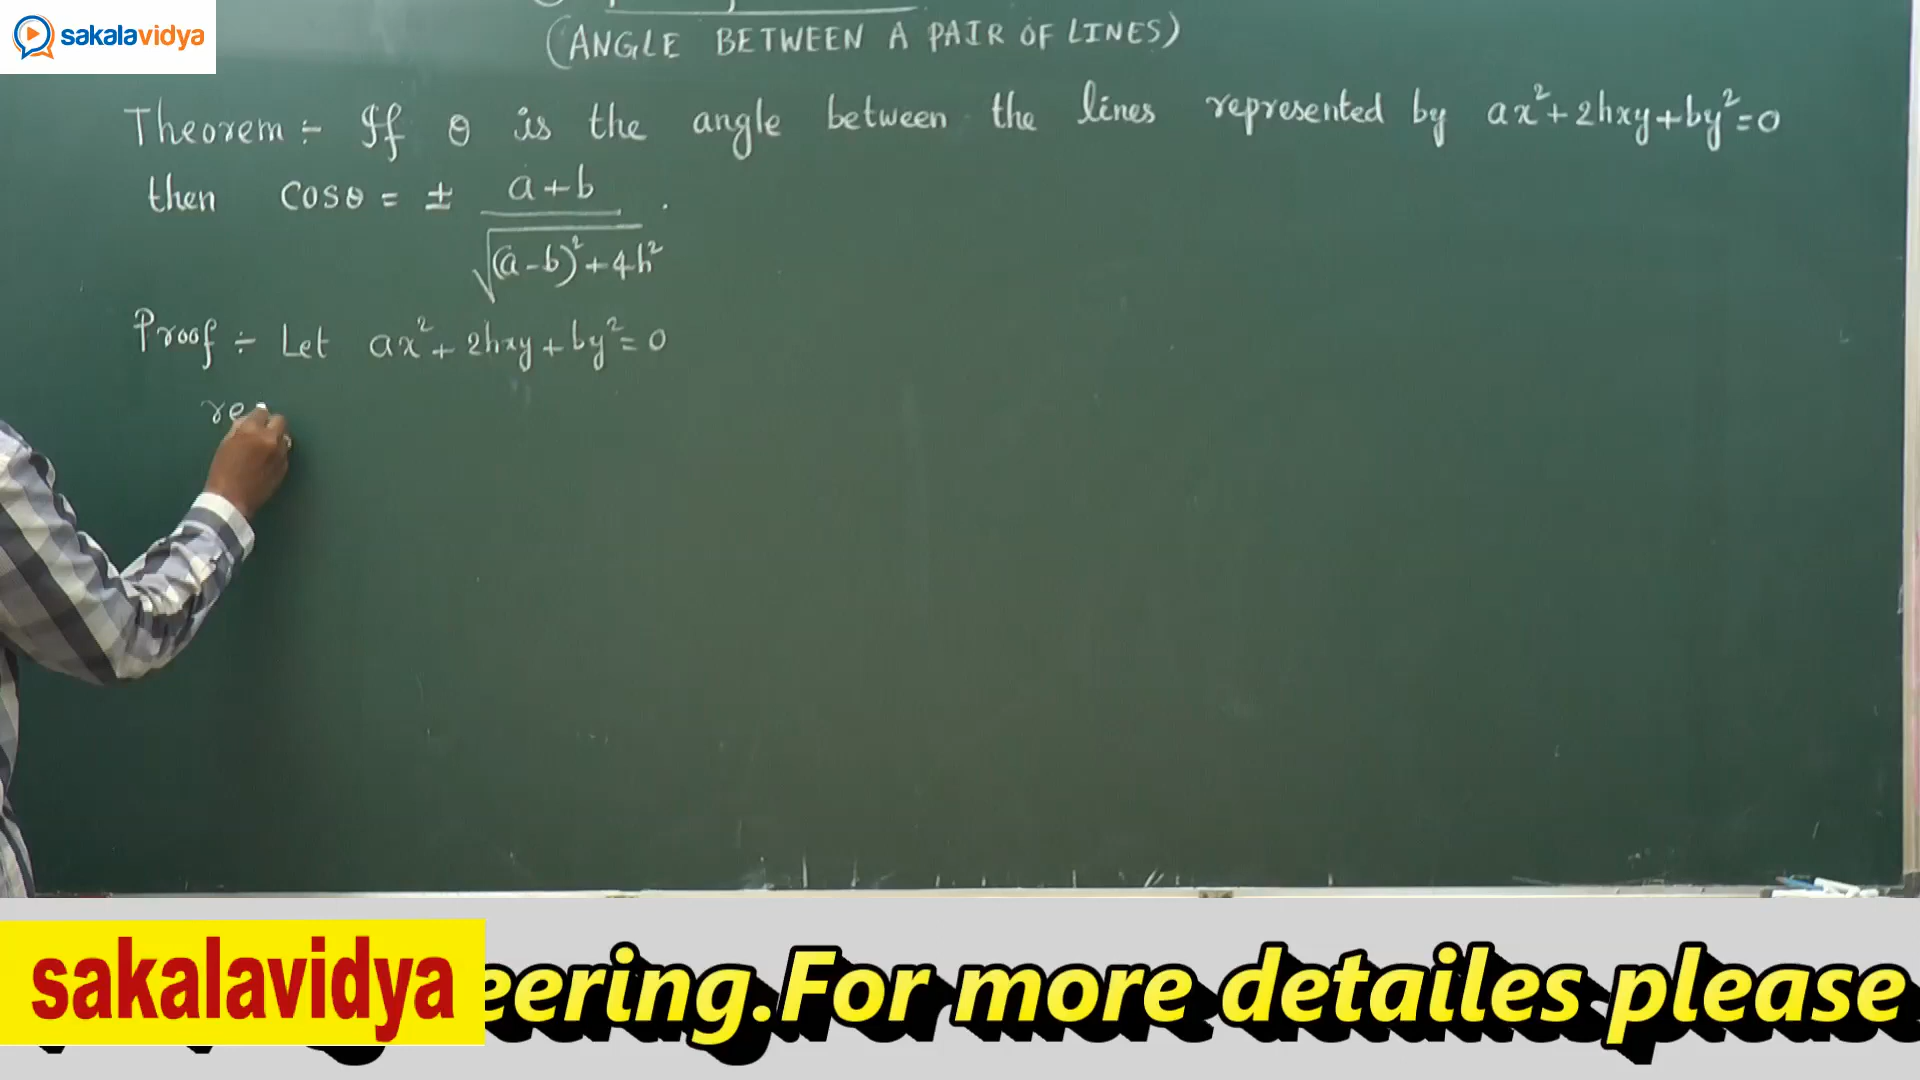 sakalavidya
(ANGLE BETWEEN A PAIR OF LINES)
Theorem :- If θ is the angle between the lines represented by ax²+2hxy+by²=0
then cosθ = ± a+b / √(a-b)²+4h² .
Proof :- Let ax²+2hxy+by²=0
re
sakalavidya
eering.For more detailes please